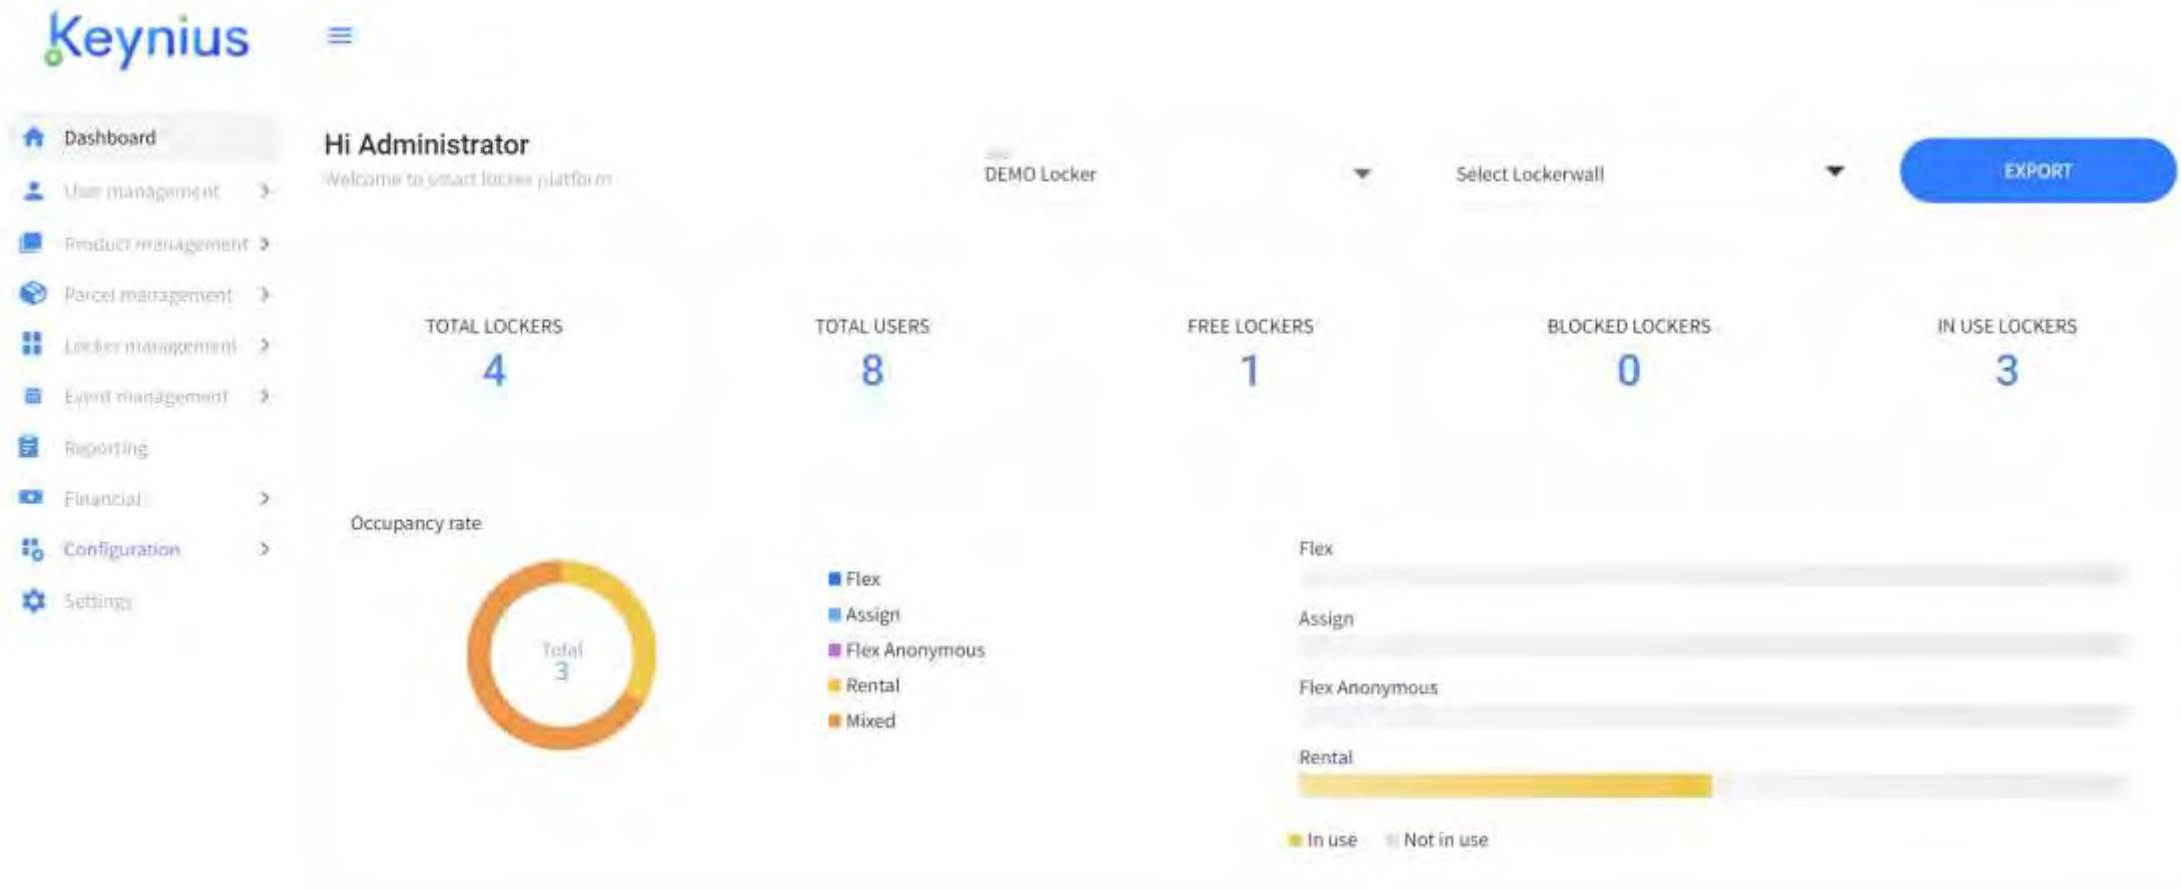 Keynius
Dashboard
User management
Product management
Parcel management
Locker management
Event management
Reporting
Financial
Configuration
Settings
Hi Administrator
Welcome to smart locker platform
DEMO Locker
Select Lockerwall
EXPORT
TOTAL LOCKERS
4
TOTAL USERS
8
FREE LOCKERS
1
BLOCKED LOCKERS
0
IN USE LOCKERS
3
Occupancy rate
Total
3
Flex
Assign
Flex Anonymous
Rental
Mixed
Flex
Assign
Flex Anonymous
Rental
In use
Not in use